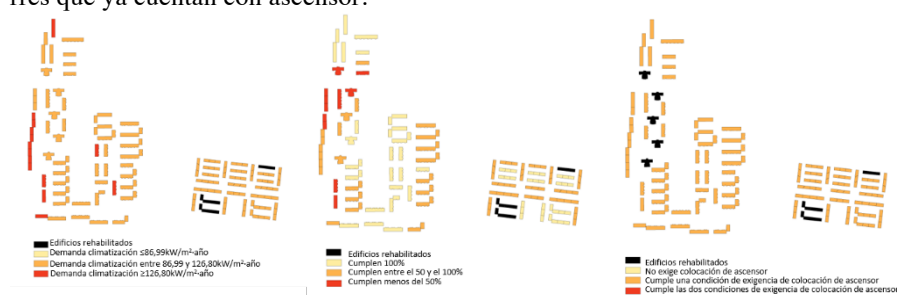 Tres que ya cuentan con ascensor.
Edificios rehabilitados
Demanda climatización ≤86,99kW/m²-año
Demanda climatización entre 86,99 y 126,80kW/m²-año
Demanda climatización ≥126,80kW/m²-año
Edificios rehabilitados
Cumplen 100%
Cumplen entre el 50 y el 100%
Cumplen menos del 50%
Edificios rehabilitados
No exige colocación de ascensor
Cumple una condición de exigencia de colocación de ascensor
Cumple las dos condiciones de exigencia de colocación de ascensor